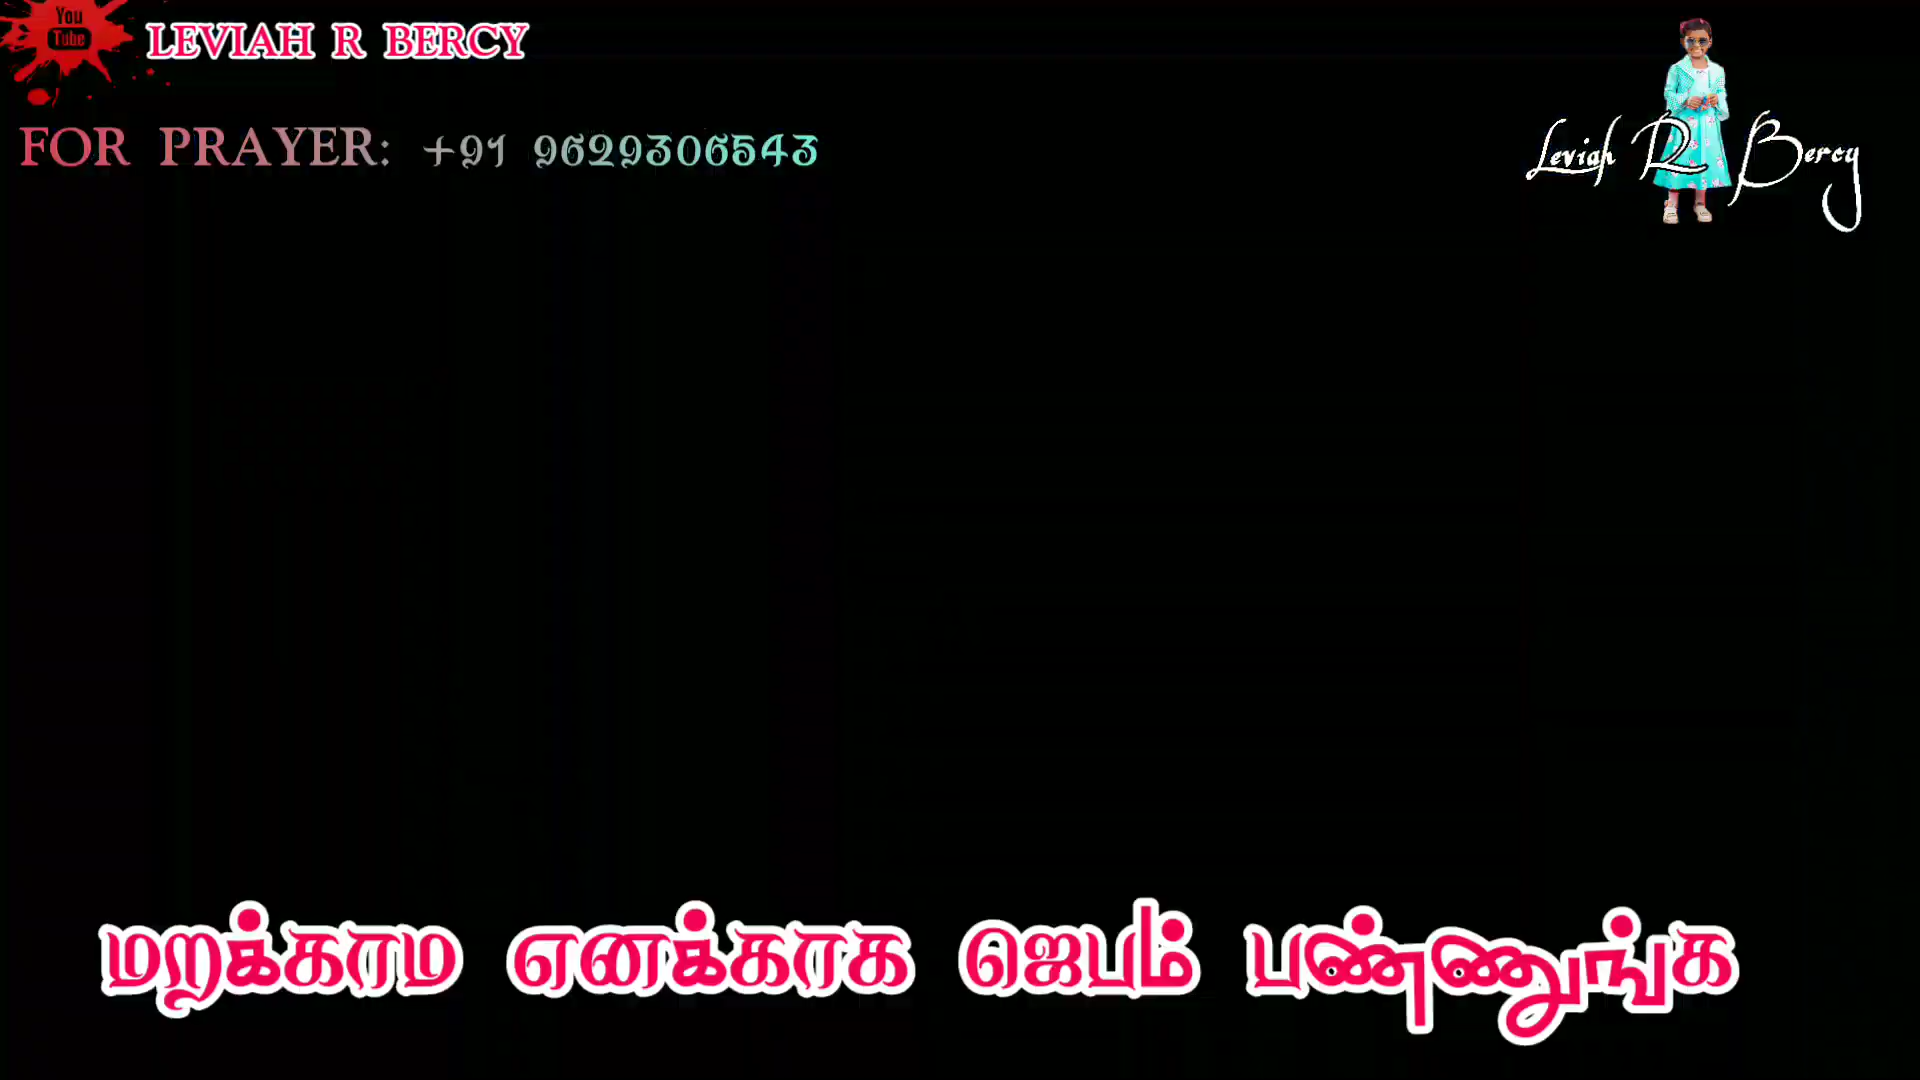 You
Tube
LEVIAH R BERCY
FOR PRAYER: +91 9629306543
Leviah R Bercy
மறக்காம எனக்காக ஜெபம் பண்ணுங்க